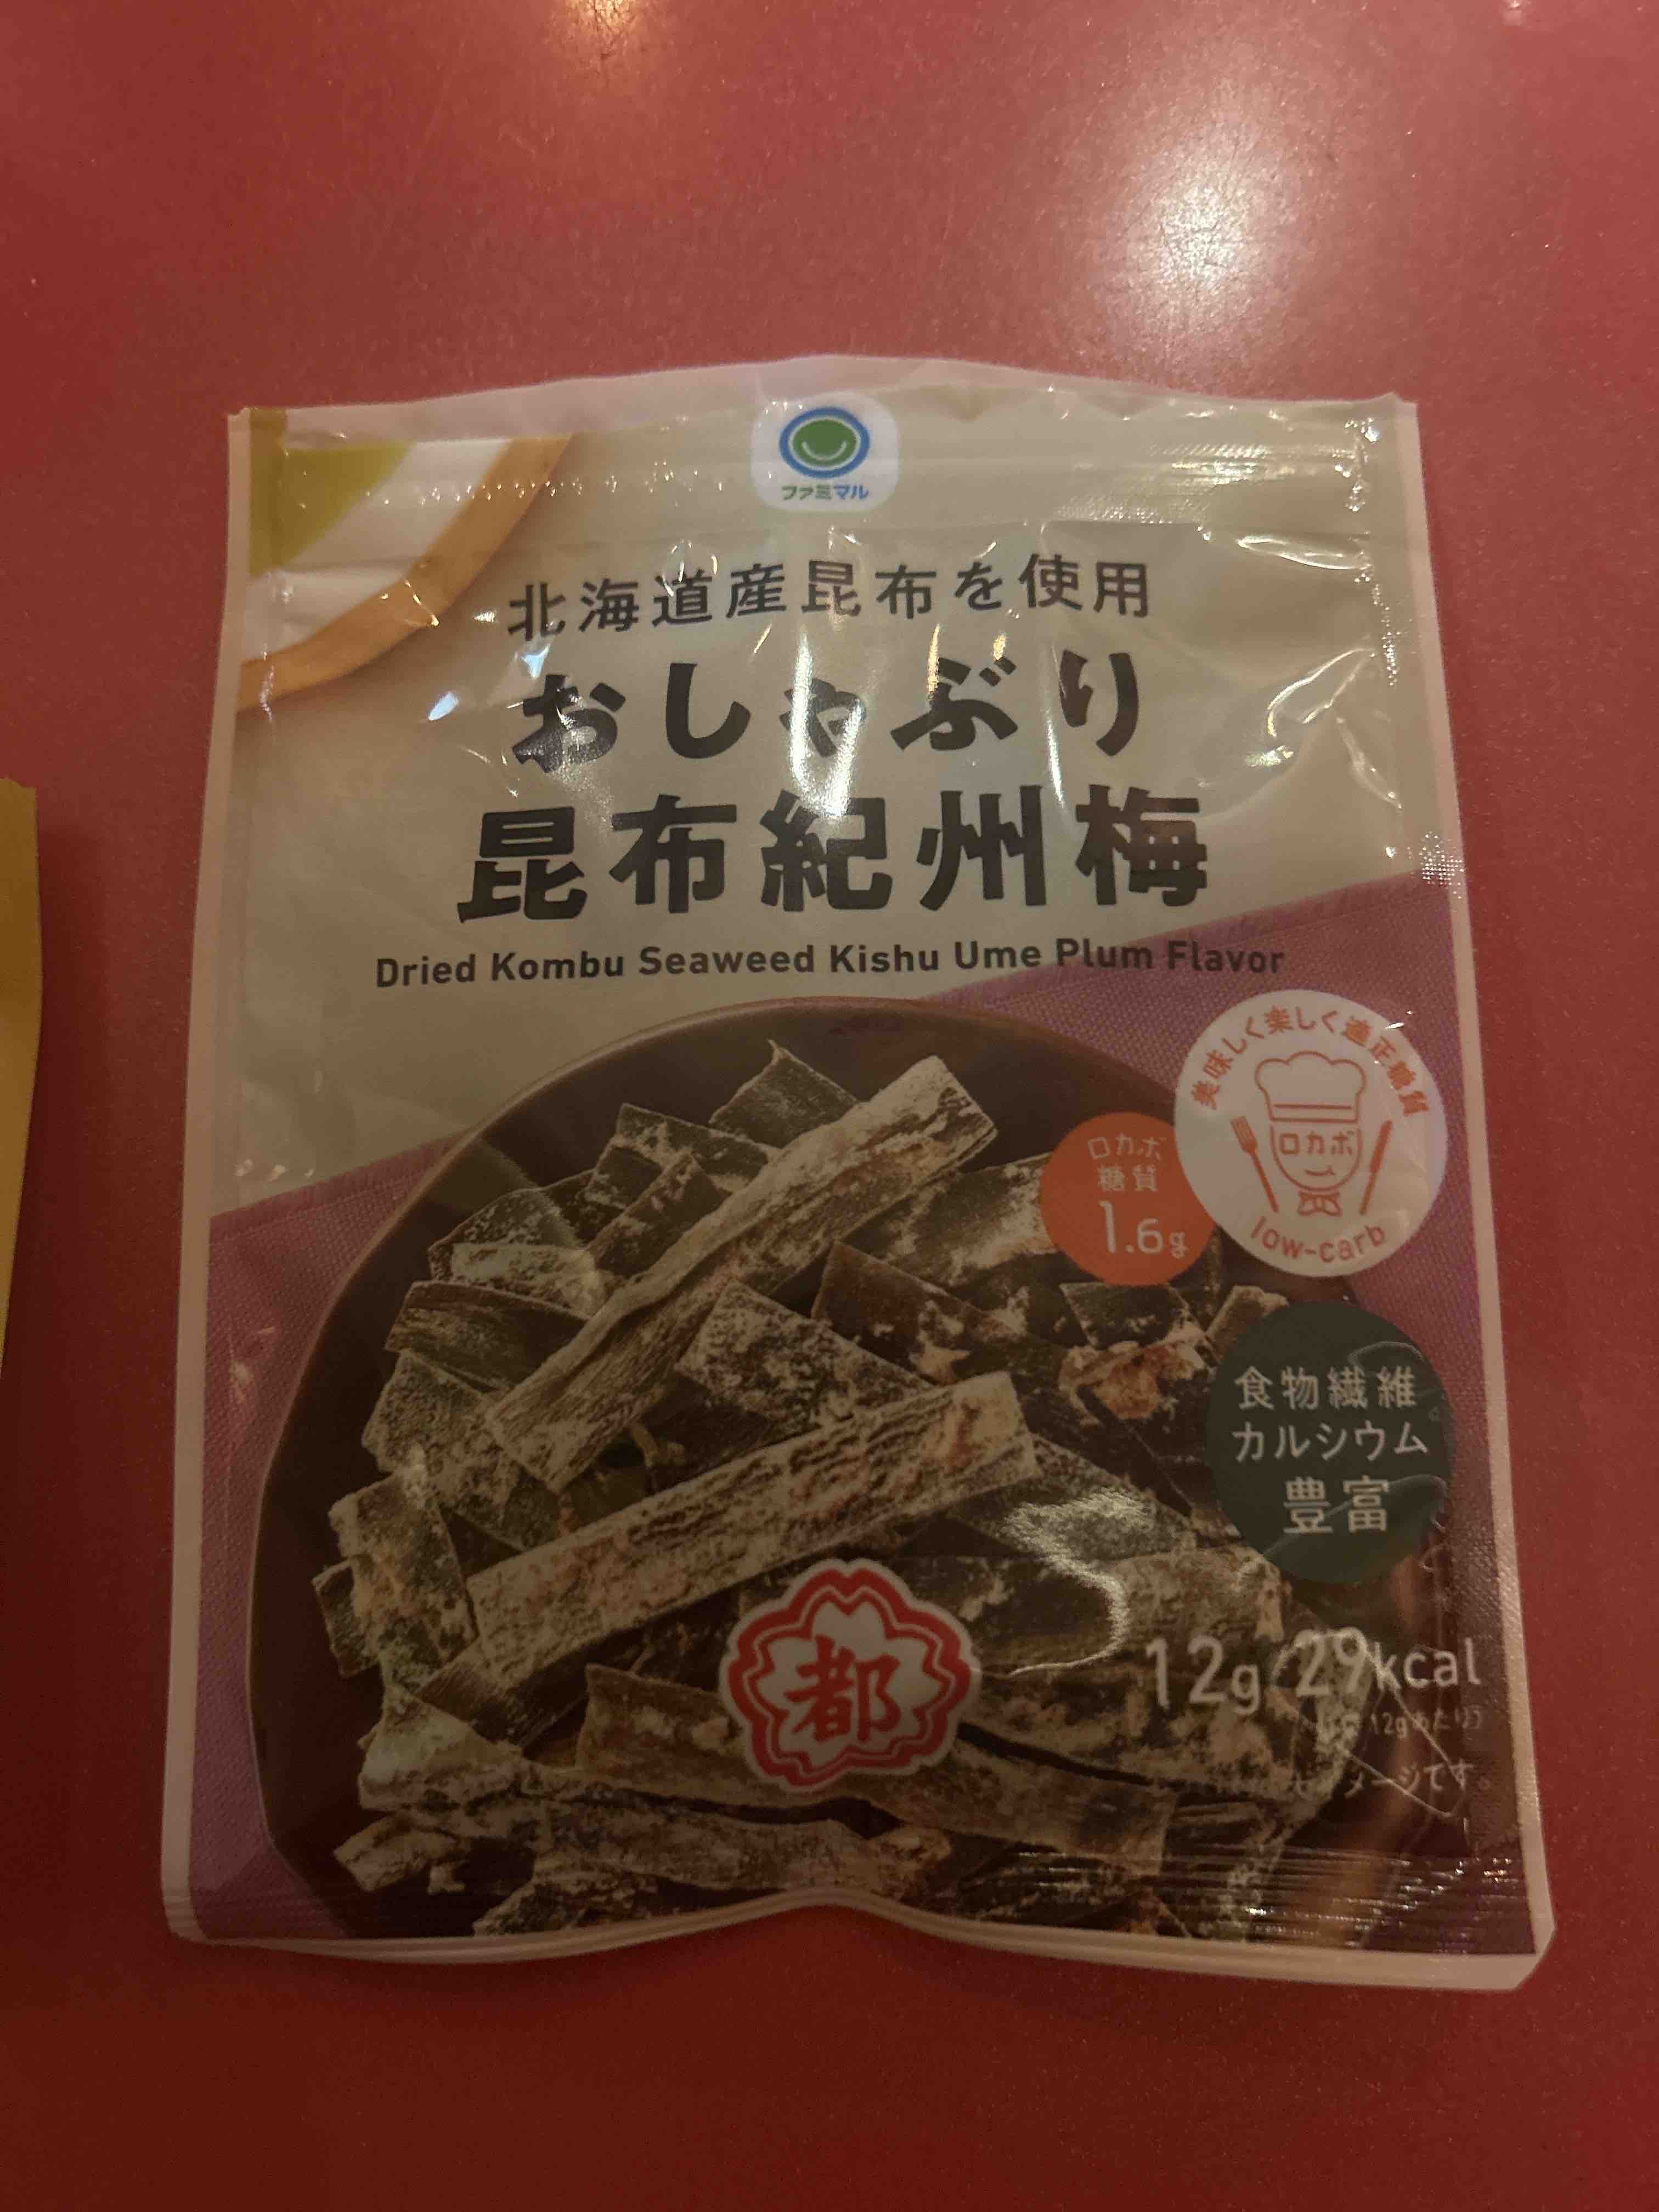 ファミマル
北海道産昆布を使用
おしゃぶり
昆布紀州梅
Dried Kombu Seaweed Kishu Ume Plum Flavor
美味しく楽しく適正糖質
ロカボ
low-carb
ロカボ
糖質
1.6g
食物繊維
カルシウム
豊富
都
12g 29kcal
12gあたり)
イメージです。